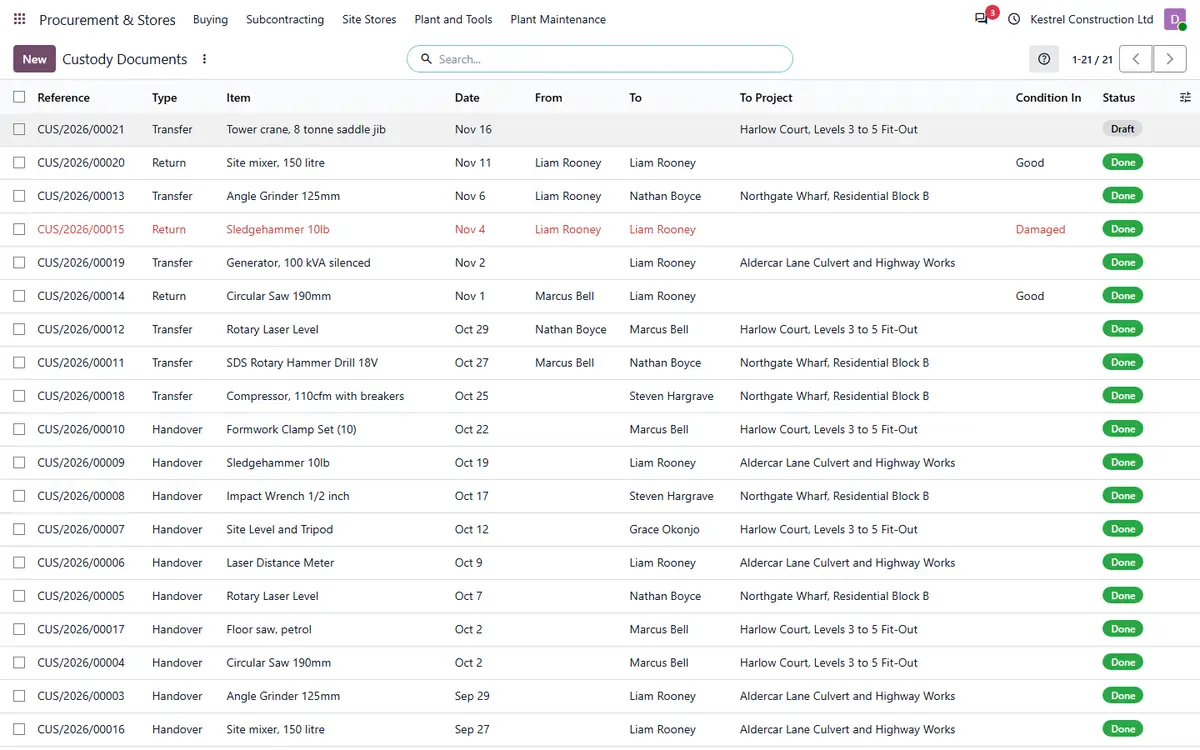 Procurement & Stores Buying Subcontracting Site Stores Plant and Tools Plant Maintenance 3 Kestrel Construction Ltd D
New Custody Documents Search... 1-21 / 21
Reference Type Item Date From To To Project Condition In Status
CUS/2026/00021 Transfer Tower crane, 8 tonne saddle jib Nov 16 Harlow Court, Levels 3 to 5 Fit-Out Draft
CUS/2026/00020 Return Site mixer, 150 litre Nov 11 Liam Rooney Liam Rooney Good Done
CUS/2026/00013 Transfer Angle Grinder 125mm Nov 6 Liam Rooney Nathan Boyce Northgate Wharf, Residential Block B Done
CUS/2026/00015 Return Sledgehammer 10lb Nov 4 Liam Rooney Liam Rooney Damaged Done
CUS/2026/00019 Transfer Generator, 100 kVA silenced Nov 2 Liam Rooney Aldercar Lane Culvert and Highway Works Done
CUS/2026/00014 Return Circular Saw 190mm Nov 1 Marcus Bell Liam Rooney Good Done
CUS/2026/00012 Transfer Rotary Laser Level Oct 29 Nathan Boyce Marcus Bell Harlow Court, Levels 3 to 5 Fit-Out Done
CUS/2026/00011 Transfer SDS Rotary Hammer Drill 18V Oct 27 Marcus Bell Nathan Boyce Northgate Wharf, Residential Block B Done
CUS/2026/00018 Transfer Compressor, 110cfm with breakers Oct 25 Steven Hargrave Northgate Wharf, Residential Block B Done
CUS/2026/00010 Handover Formwork Clamp Set (10) Oct 22 Marcus Bell Harlow Court, Levels 3 to 5 Fit-Out Done
CUS/2026/00009 Handover Sledgehammer 10lb Oct 19 Liam Rooney Aldercar Lane Culvert and Highway Works Done
CUS/2026/00008 Handover Impact Wrench 1/2 inch Oct 17 Steven Hargrave Northgate Wharf, Residential Block B Done
CUS/2026/00007 Handover Site Level and Tripod Oct 12 Grace Okonjo Harlow Court, Levels 3 to 5 Fit-Out Done
CUS/2026/00006 Handover Laser Distance Meter Oct 9 Liam Rooney Aldercar Lane Culvert and Highway Works Done
CUS/2026/00005 Handover Rotary Laser Level Oct 7 Nathan Boyce Northgate Wharf, Residential Block B Done
CUS/2026/00017 Handover Floor saw, petrol Oct 2 Marcus Bell Harlow Court, Levels 3 to 5 Fit-Out Done
CUS/2026/00004 Handover Circular Saw 190mm Oct 2 Marcus Bell Harlow Court, Levels 3 to 5 Fit-Out Done
CUS/2026/00003 Handover Angle Grinder 125mm Sep 29 Liam Rooney Aldercar Lane Culvert and Highway Works Done
CUS/2026/00016 Handover Site mixer, 150 litre Sep 27 Liam Rooney Aldercar Lane Culvert and Highway Works Done